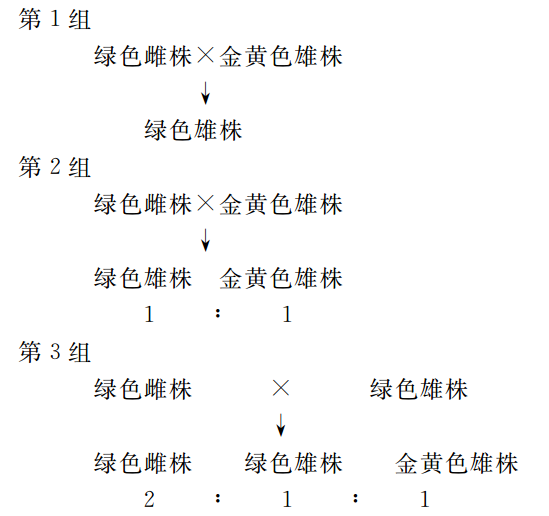 第1组
绿色雌株×金黄色雄株
↓
绿色雄株
第2组
绿色雌株×金黄色雄株
↓
绿色雄株 金黄色雄株
1 : 1
第3组
绿色雌株 × 绿色雄株
↓
绿色雌株 绿色雄株 金黄色雄株
2 : 1 : 1